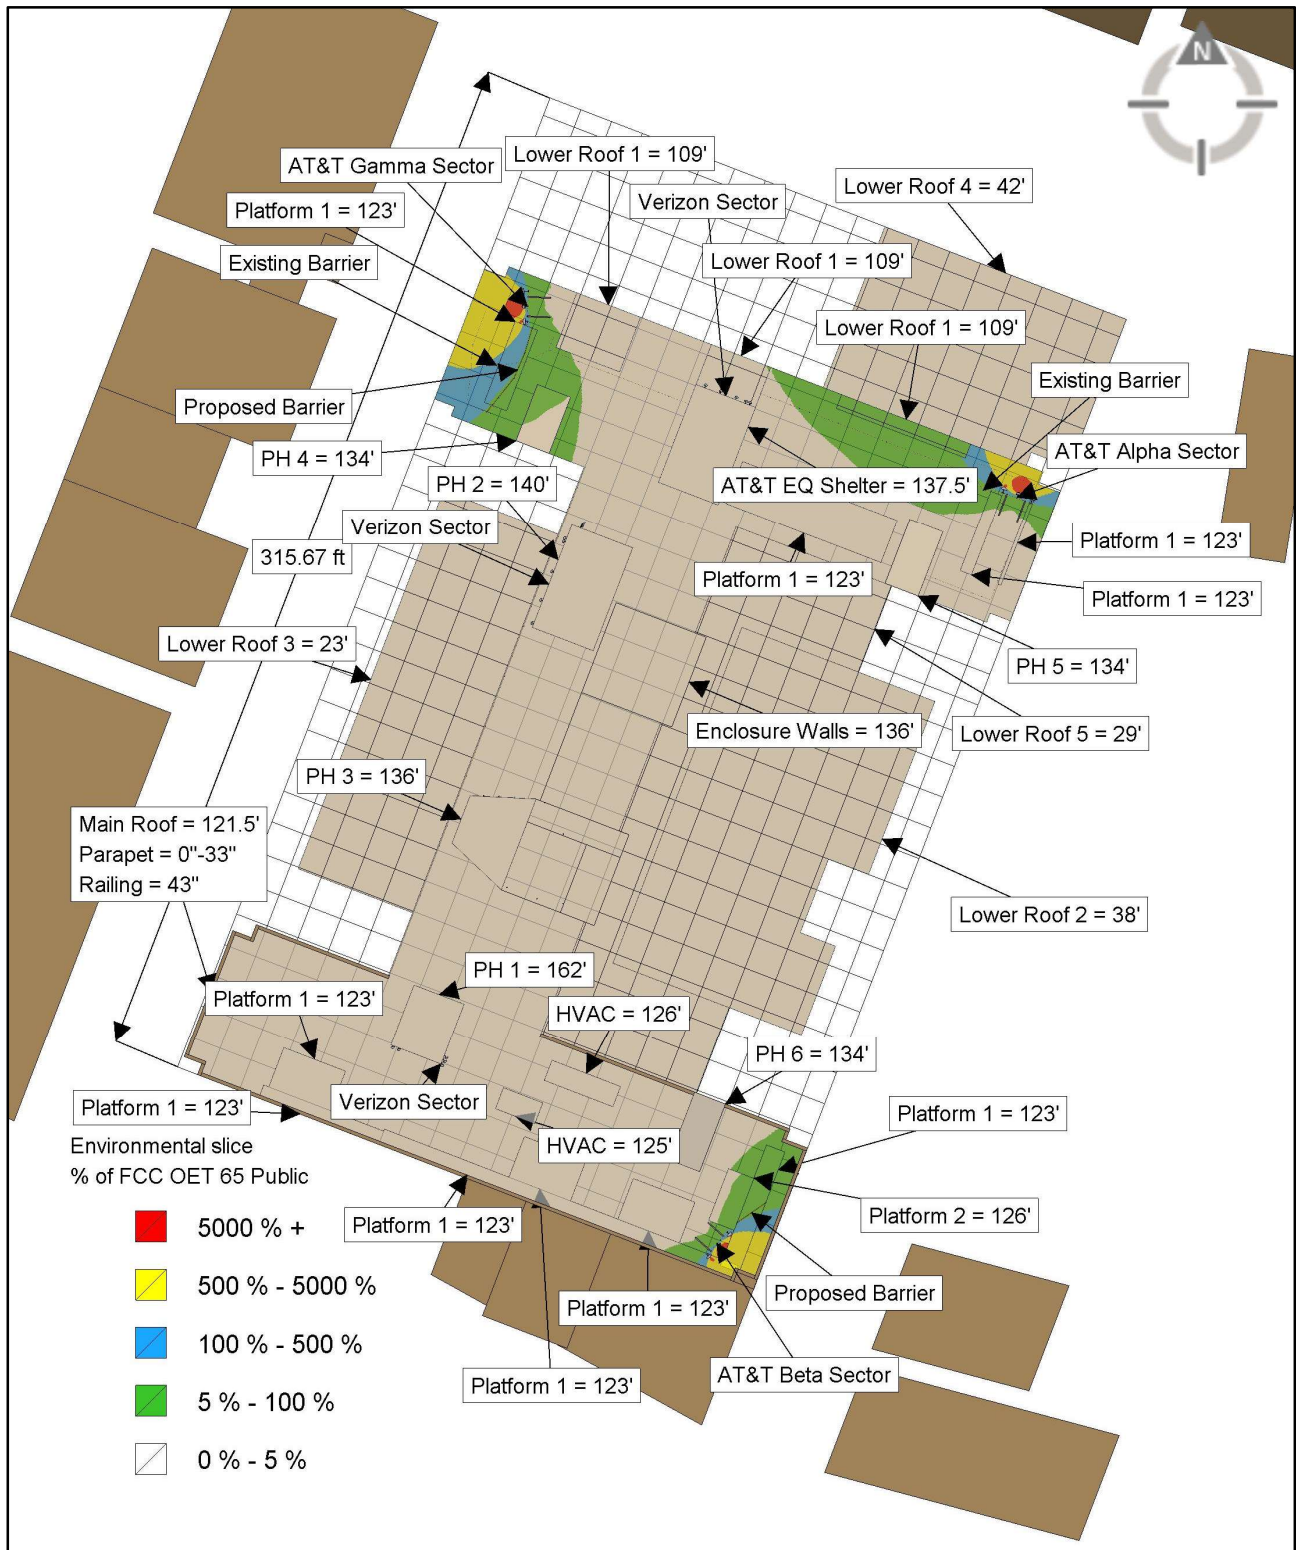 N
Lower Roof 1 = 109'
AT&T Gamma Sector
Lower Roof 4 = 42'
Verizon Sector
Platform 1 = 123'
Existing Barrier
Lower Roof 1 = 109'
Lower Roof 1 = 109'
Existing Barrier
Proposed Barrier
AT&T Alpha Sector
PH 4 = 134'
PH 2 = 140'
AT&T EQ Shelter = 137.5'
Verizon Sector
315.67 ft
Platform 1 = 123'
Platform 1 = 123'
Platform 1 = 123'
Lower Roof 3 = 23'
PH 5 = 134'
Enclosure Walls = 136'
Lower Roof 5 = 29'
PH 3 = 136'
Main Roof = 121.5'
Parapet = 0"-33"
Railing = 43"
Lower Roof 2 = 38'
PH 1 = 162'
Platform 1 = 123'
HVAC = 126'
PH 6 = 134'
Platform 1 = 123'
Verizon Sector
Platform 1 = 123'
HVAC = 125'
Environmental slice
% of FCC OET 65 Public
Platform 1 = 123'
Platform 2 = 126'
5000 % +
500 % - 5000 %
Proposed Barrier
Platform 1 = 123'
100 % - 500 %
AT&T Beta Sector
Platform 1 = 123'
5 % - 100 %
0 % - 5 %